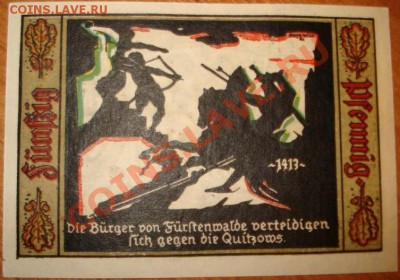 COINS.LAVE.RU
Fünfzig
Pfennig
~1413~
Die Bürger von Fürstenwalde verteidigen
sich gegen die Quitzows.
COINS.LAVE.RU